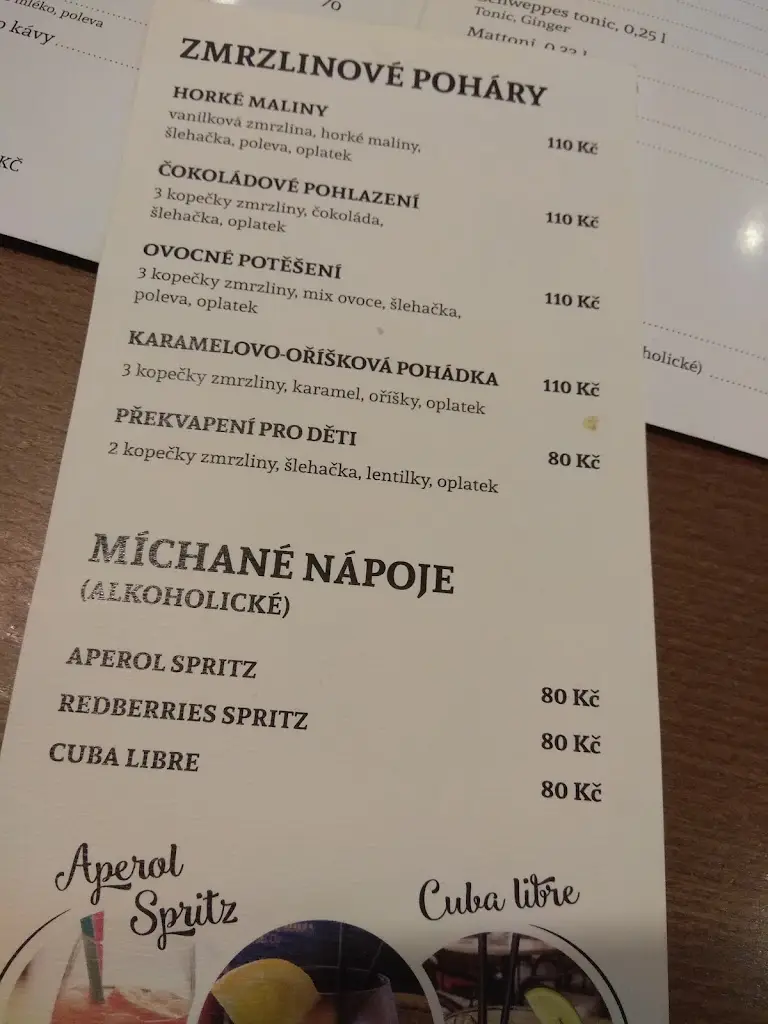 mléko, poleva
kávy
Kč
%
Schweppes tonic, 0,25 l
Tonic, Ginger
Mattoni, 0,33 l
ZMRZLINOVÉ POHÁRY
HORKÉ MALINY
vanilková zmrzlina, horké maliny, 110 Kč
šlehačka, poleva, oplatek
ČOKOLÁDOVÉ POHLAZENÍ
3 kopečky zmrzliny, čokoláda, 110 Kč
šlehačka, oplatek
OVOCNÉ POTĚŠENÍ
3 kopečky zmrzliny, mix ovoce, šlehačka, 110 Kč
poleva, oplatek
KARAMELOVO-OŘÍŠKOVÁ POHÁDKA 110 Kč
3 kopečky zmrzliny, karamel, oříšky, oplatek
PŘEKVAPENÍ PRO DĚTI 80 Kč
2 kopečky zmrzliny, šlehačka, lentilky, oplatek
MÍCHANÉ NÁPOJE
(ALKOHOLICKÉ)
APEROL SPRITZ 80 Kč
REDBERRIES SPRITZ 80 Kč
CUBA LIBRE 80 Kč
Aperol
Spritz
Cuba libre